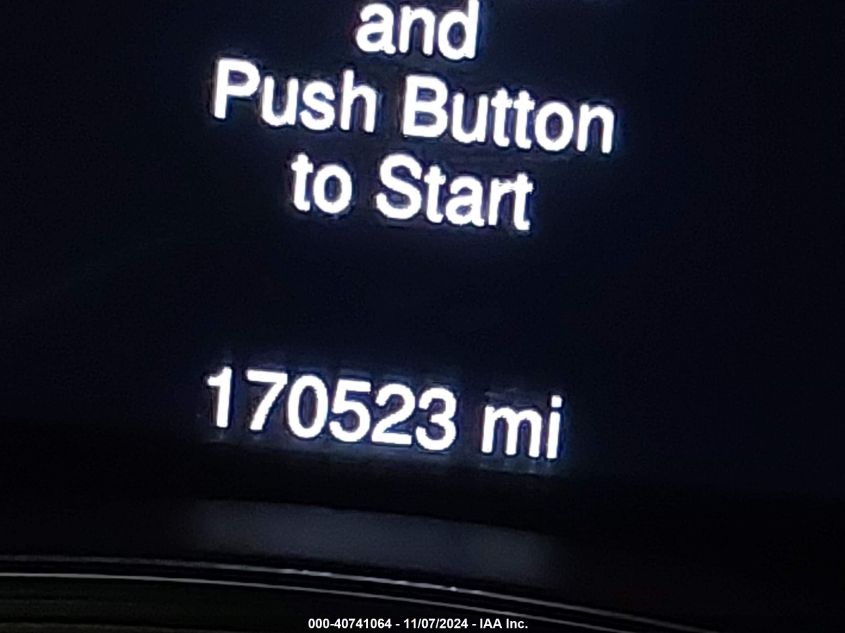 and
Push Button
to Start
170523 mi
000-40741064 - 11/07/2024 - IAA Inc.